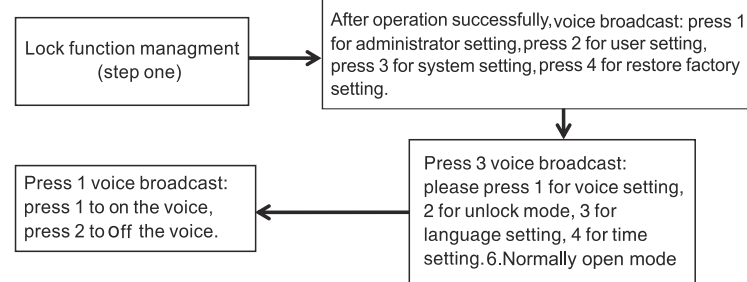 Lock function managment
(step one)
After operation successfully,voice broadcast: press 1
for administrator setting,press 2 for user setting,
press 3 for system setting,press 4 for restore factory
setting.
Press 3 voice broadcast:
please press 1 for voice setting,
2 for unlock mode, 3 for
language setting, 4 for time
setting.6.Normally open mode
Press 1 voice broadcast:
press 1 to on the voice,
press 2 to off the voice.